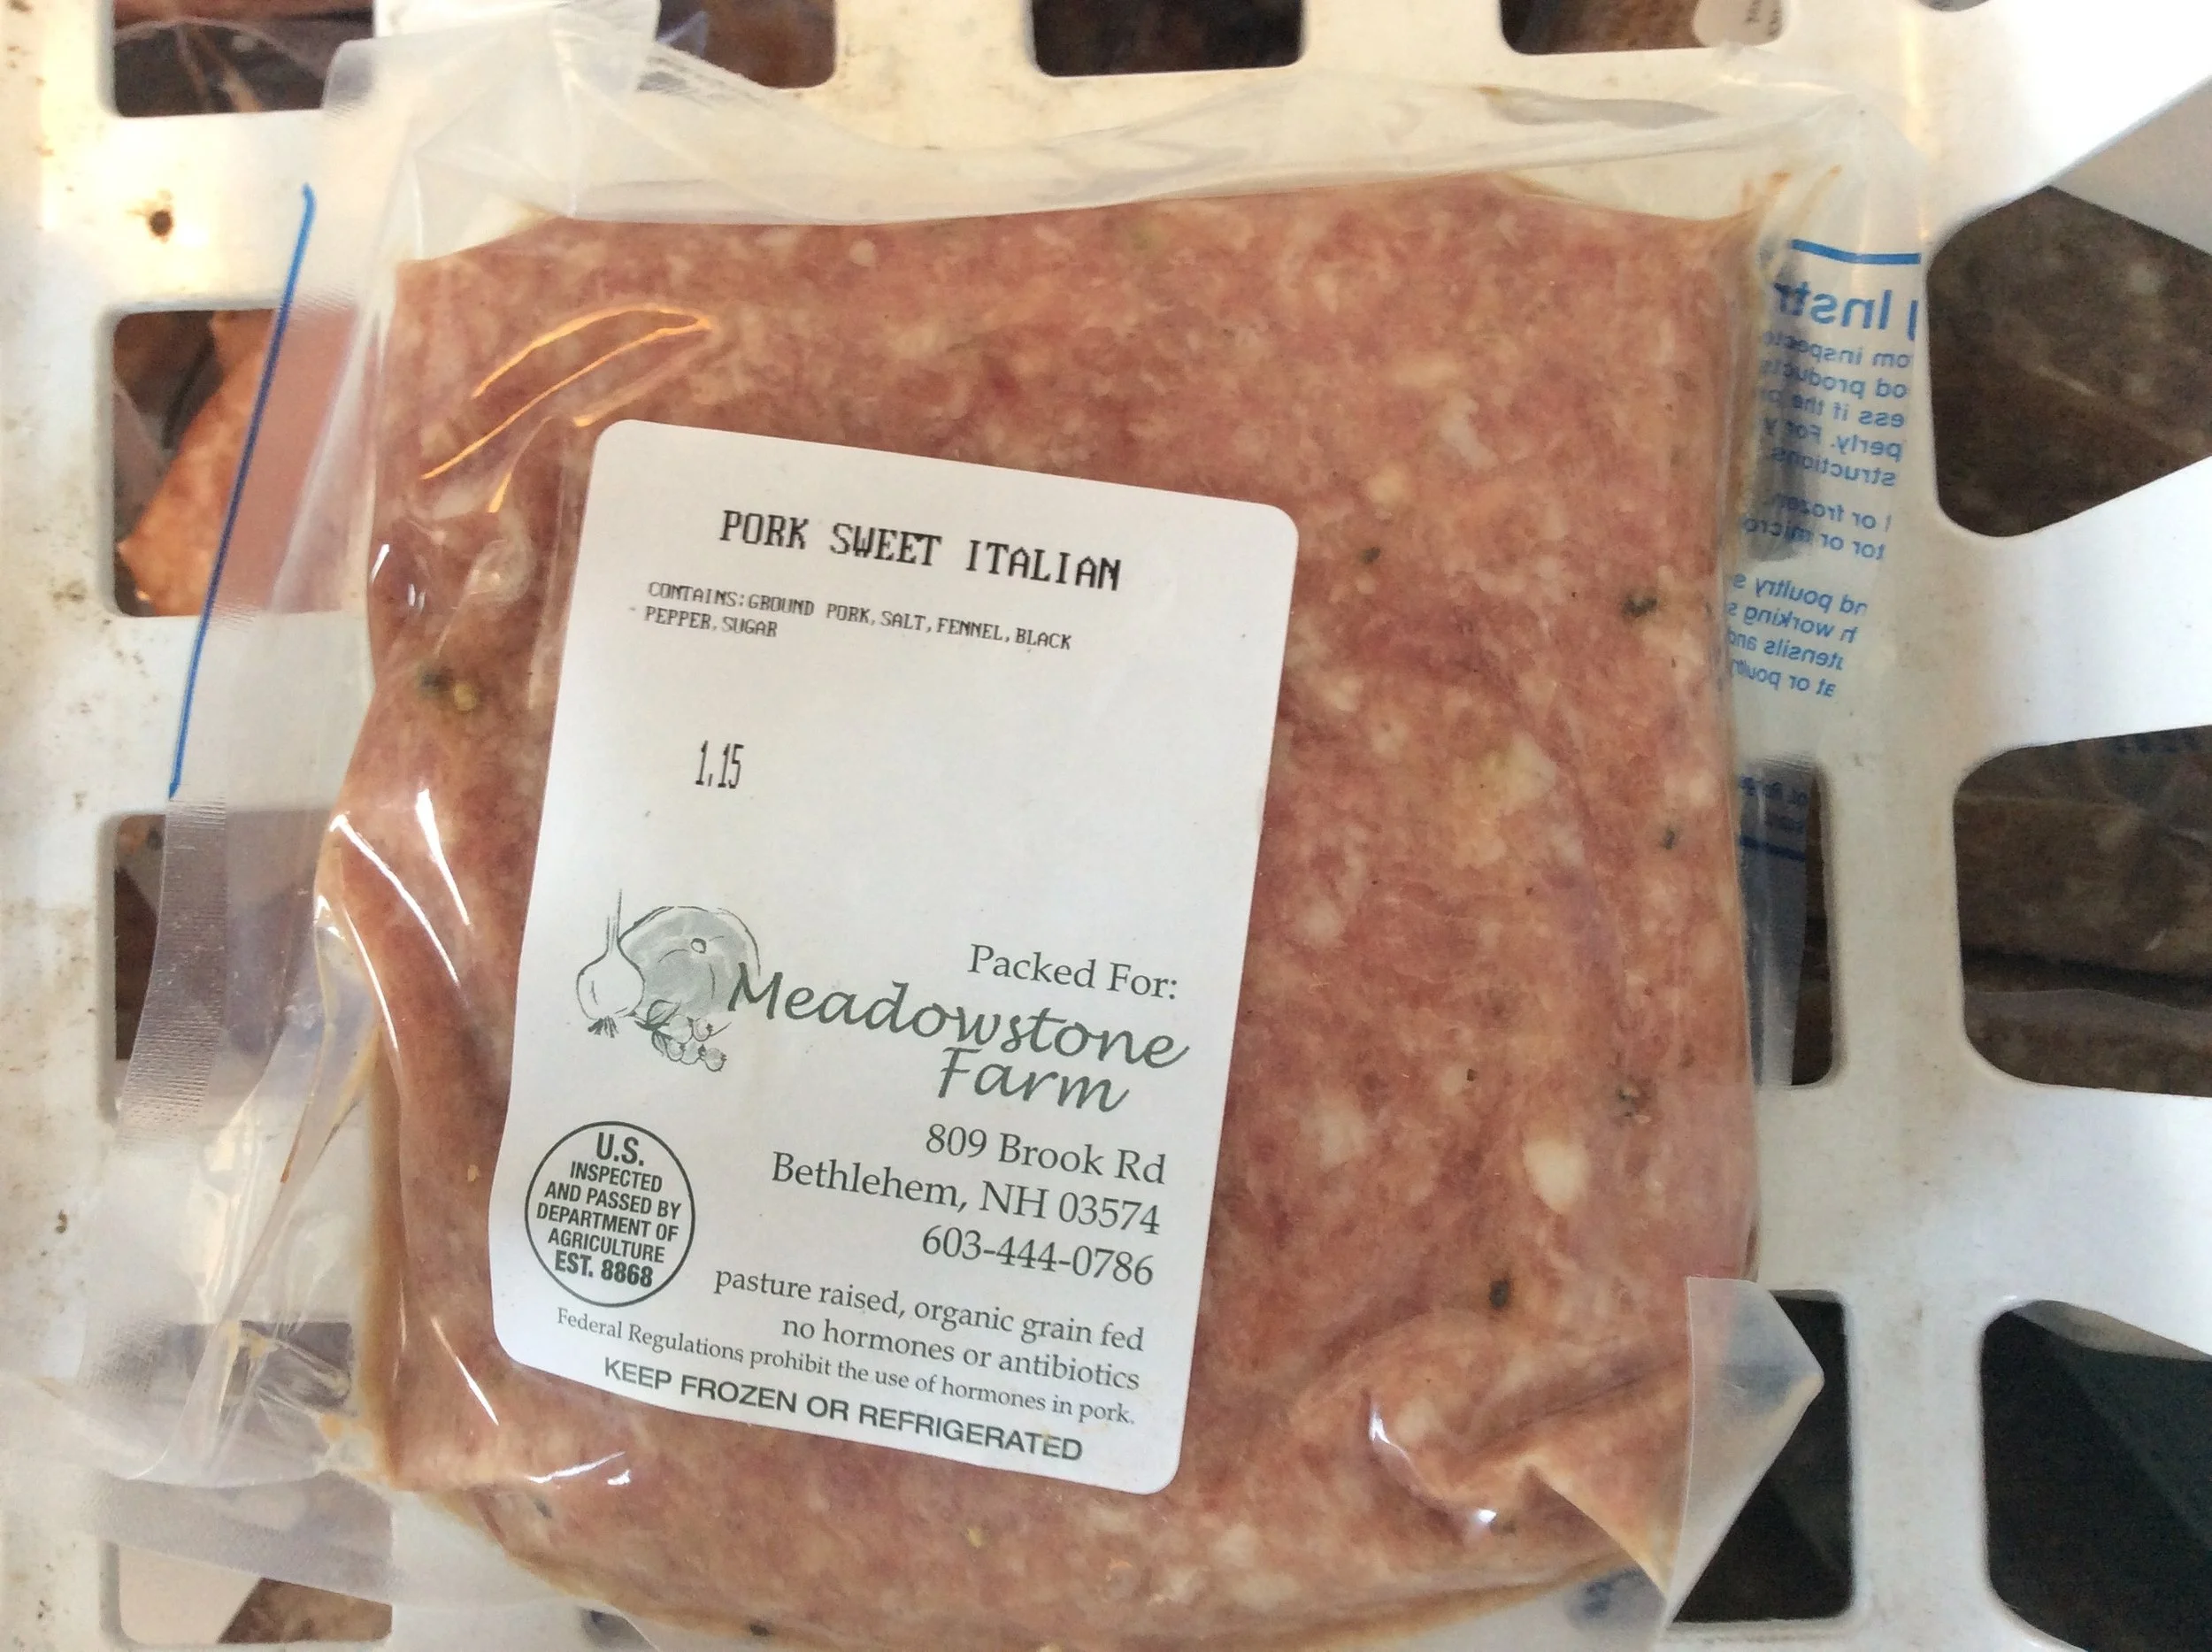 PORK SWEET ITALIAN
CONTAINS:GROUND PORK,SALT,FENNEL,BLACK
PEPPER,SUGAR
1.15
Packed For:
Meadowstone
Farm
809 Brook Rd
Bethlehem, NH 03574
603-444-0786
U.S.
INSPECTED
AND PASSED BY
DEPARTMENT OF
AGRICULTURE
EST. 8868
pasture raised, organic grain fed
no hormones or antibiotics
Federal Regulations prohibit the use of hormones in pork.
KEEP FROZEN OR REFRIGERATED